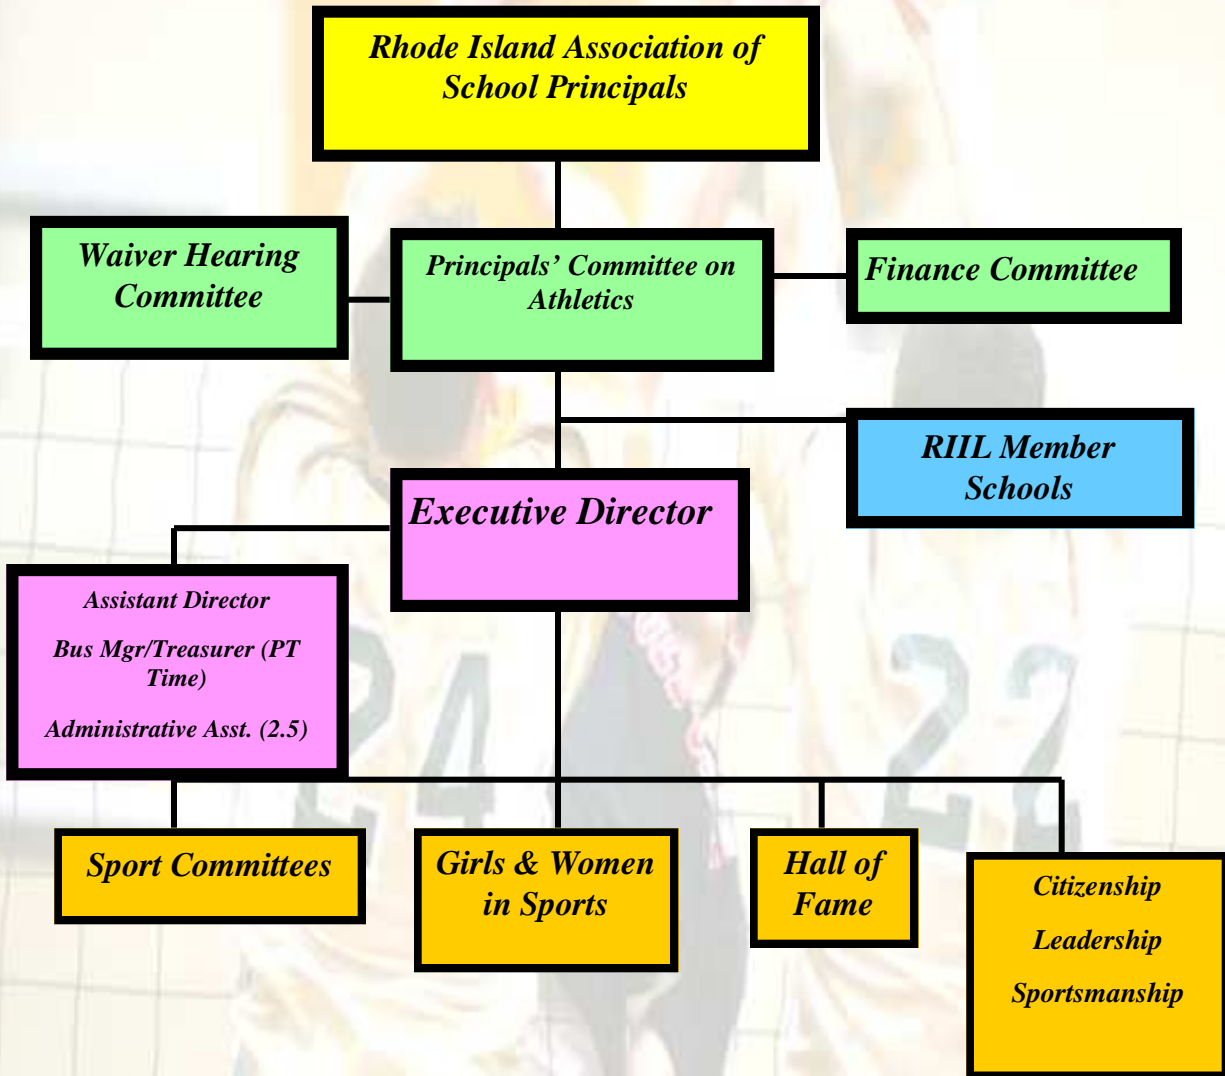 Rhode Island Association of
School Principals
Waiver Hearing
Committee
Principals’ Committee on
Athletics
Finance Committee
RIIL Member
Schools
Executive Director
Assistant Director
Bus Mgr/Treasurer (PT
Time)
Administrative Asst. (2.5)
Sport Committees
Girls & Women
in Sports
Hall of
Fame
Citizenship
Leadership
Sportsmanship
24
22